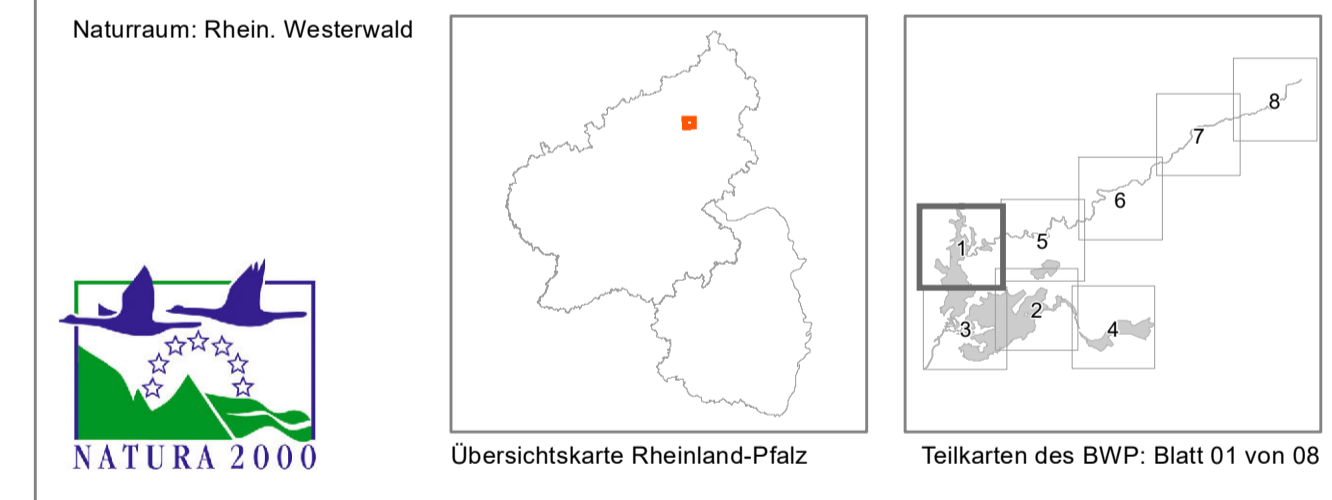 Naturraum: Rhein. Westerwald
NATURA 2000
Übersichtskarte Rheinland-Pfalz
8
7
6
5
1
2
3
4
Teilkarten des BWP: Blatt 01 von 08